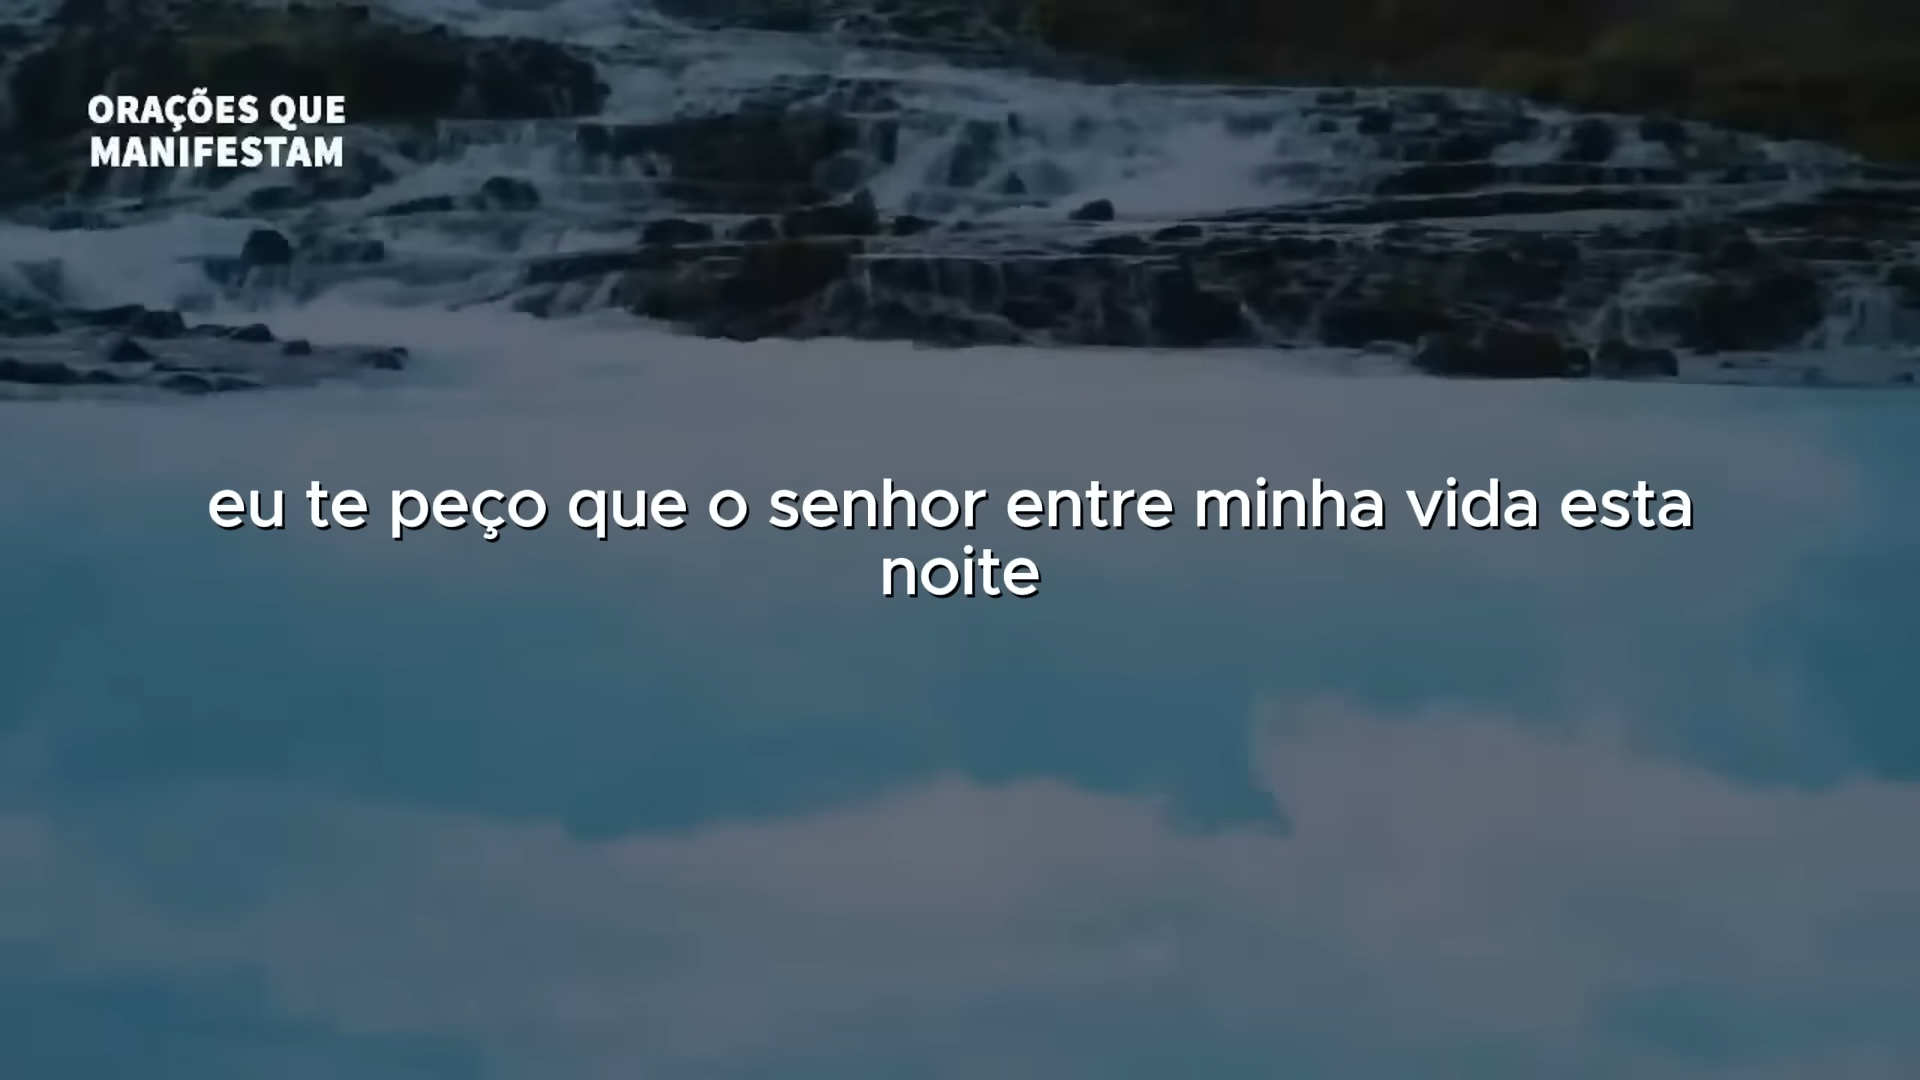 ORAÇÕES QUE
MANIFESTAM
eu te peço que o senhor entre minha vida esta
noite